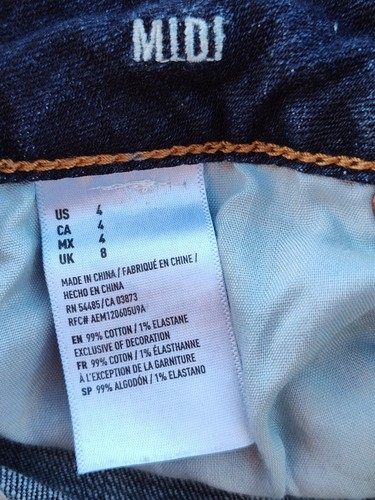 MIDI
US 4
CA 4
MX 4
UK 8
MADE IN CHINA / FABRIQUÉ EN CHINE /
HECHO EN CHINA
RN 54485/CA 03873
RFC# AEM120605U9A
EN 99% COTTON / 1% ELASTANE
EXCLUSIVE OF DECORATION
FR 99% COTON / 1% ÉLASTHANNE
À L'EXCEPTION DE LA GARNITURE
SP 99% ALGODÓN / 1% ELASTANO